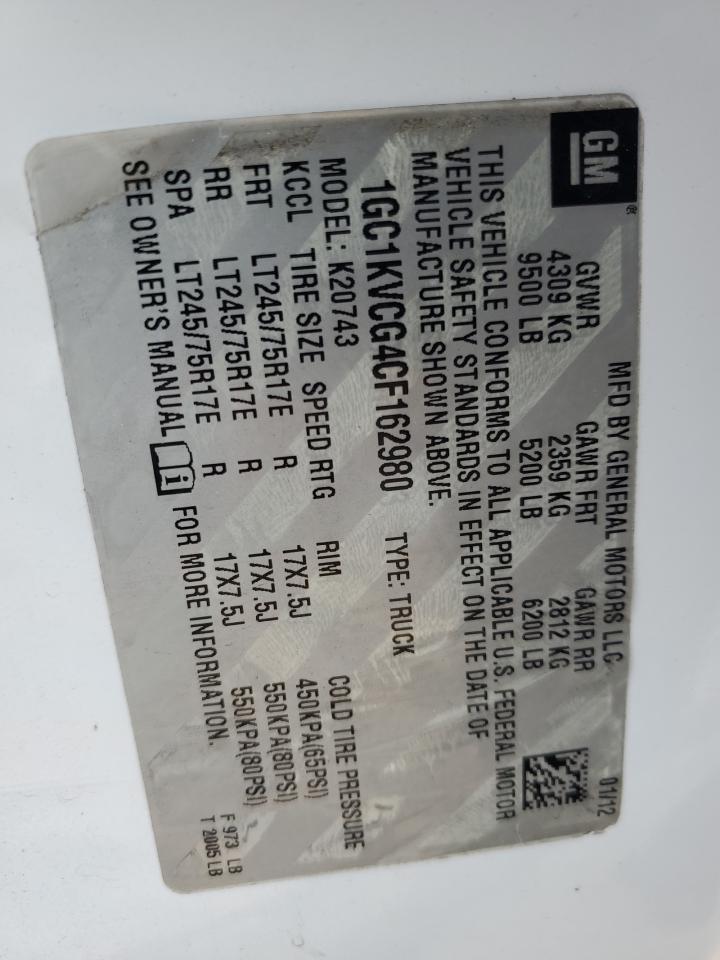 GM®
MFD BY GENERAL MOTORS LLC 01/12
GVWR GAWR FRT GAWR RR
4309 KG 2359 KG 2812 KG
9500 LB 5200 LB 6200 LB
THIS VEHICLE CONFORMS TO ALL APPLICABLE U.S. FEDERAL MOTOR
VEHICLE SAFETY STANDARDS IN EFFECT ON THE DATE OF
MANUFACTURE SHOWN ABOVE.
1GC1KVCG4CF162980 TYPE: TRUCK
MODEL: K20743
KCCL TIRE SIZE SPEED RTG RIM COLD TIRE PRESSURE
FRT LT245/75R17E R 17X7.5J 450KPA(65PSI)
RR LT245/75R17E R 17X7.5J 550KPA(80PSI)
SPA LT245/75R17E R 17X7.5J 550KPA(80PSI)
SEE OWNER'S MANUAL i FOR MORE INFORMATION.
F 973 LB
T 2005 LB